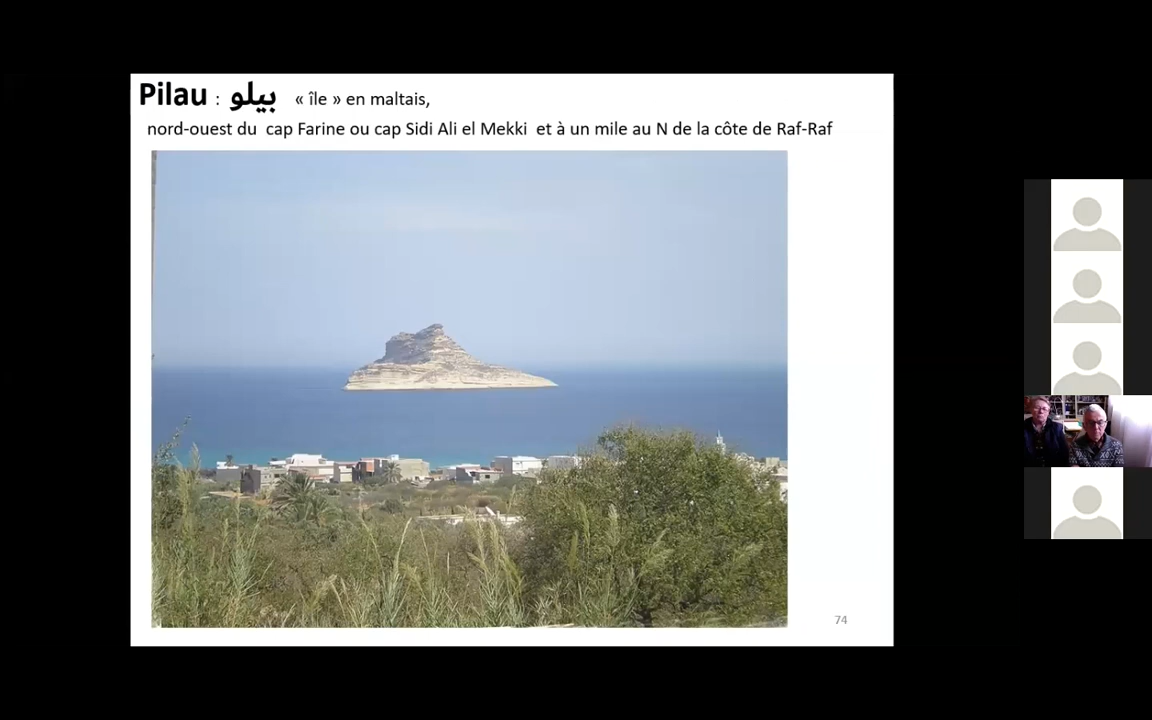 Pilau : بيلو « île » en maltais,
nord-ouest du cap Farine ou cap Sidi Ali el Mekki et à un mile au N de la côte de Raf-Raf
74